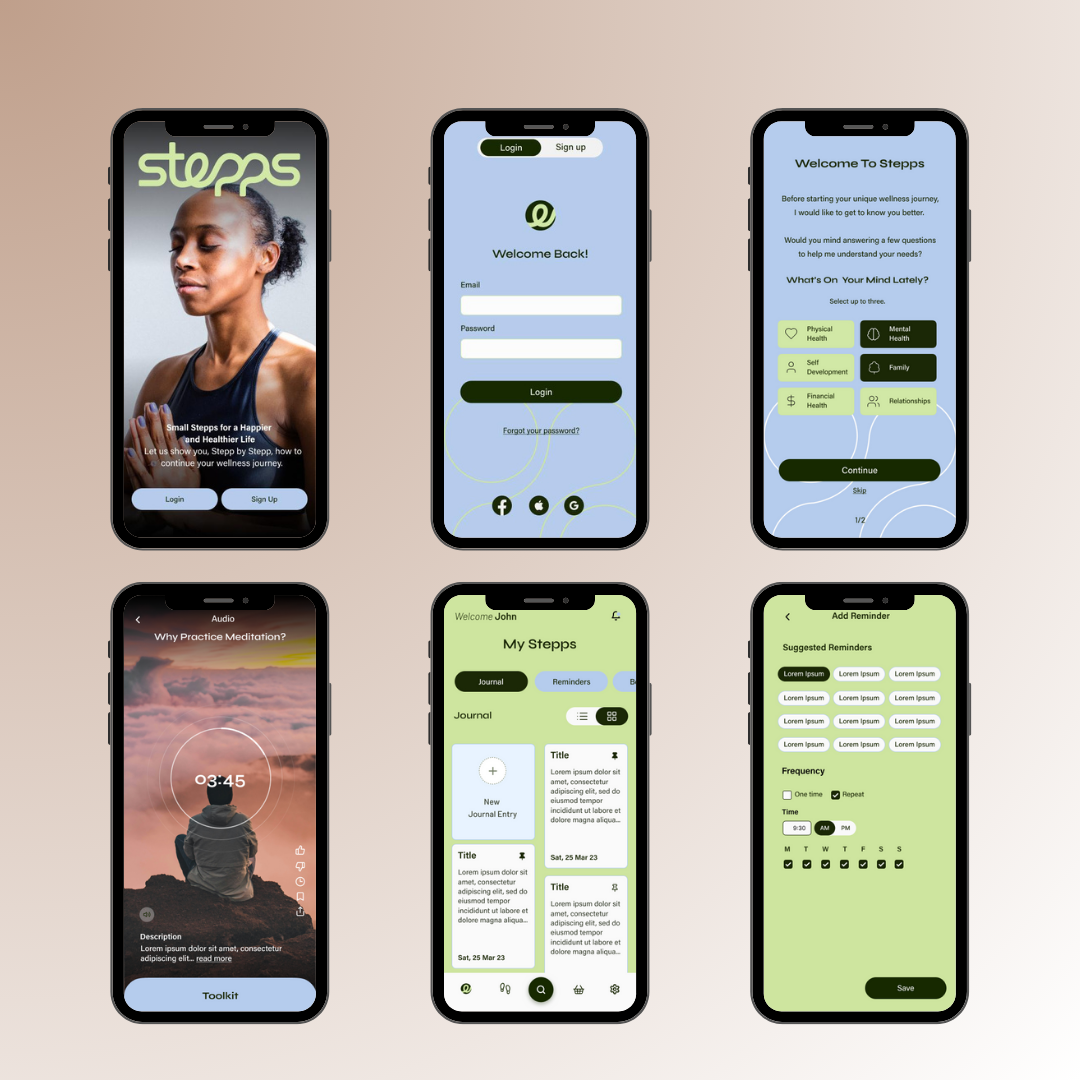 stepps
Small Stepps for a Happier
and Healthier Life
Let us show you, Stepp by Stepp, how to
continue your wellness journey.
Login
Sign Up
Login
Sign up
e
Welcome Back!
Email
Password
Login
Forgot your password?
f
G
Welcome To Stepps
Before starting your unique wellness journey,
I would like to get to know you better.
Would you mind answering a few questions
to help me understand your needs?
What's On Your Mind Lately?
Select up to three.
Physical
Health
Mental
Health
Self
Development
Family
$
Financial
Health
Relationships
Continue
Skip
1/2
Audio
Why Practice Meditation?
03:45
Description
Lorem ipsum dolor sit amet, consectetur
adipiscing elit... read more
Toolkit
Welcome John
My Stepps
Journal
Reminders
Journal
New
Journal Entry
Title
Lorem ipsum dolor sit
amet, consectetur
adipiscing elit, sed do
eiusmod tempor
incididunt ut labore et
dolore magna aliqua...
Sat, 25 Mar 23
Title
Lorem ipsum dolor sit
amet, consectetur
adipiscing elit, sed do
eiusmod tempor
incididunt ut labore et
dolore magna aliqua...
Sat, 25 Mar 23
Title
Lorem ipsum dolor sit
amet, consectetur
adipiscing elit, sed do
eiusmod tempor
incididunt ut labore et
dolore magna aliqua...
e
Add Reminder
Suggested Reminders
Lorem Ipsum Lorem Ipsum Lorem Ipsum
Lorem Ipsum Lorem Ipsum Lorem Ipsum
Lorem Ipsum Lorem Ipsum Lorem Ipsum
Lorem Ipsum Lorem Ipsum Lorem Ipsum
Frequency
One time Repeat
Time
9:30 AM PM
M T W T F S S
Save